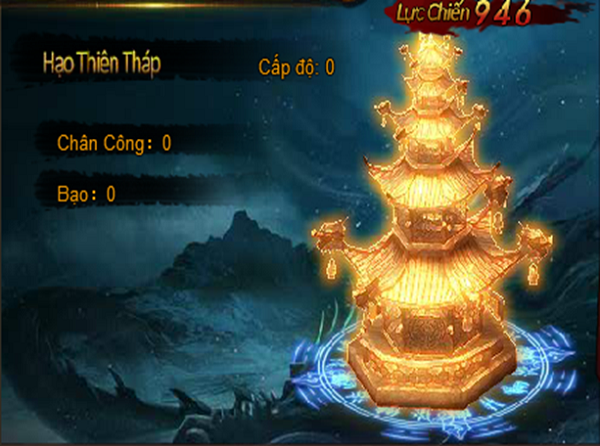 Lực Chiến 946
Hạo Thiên Tháp
Cấp độ: 0
Chân Công: 0
Bạo: 0